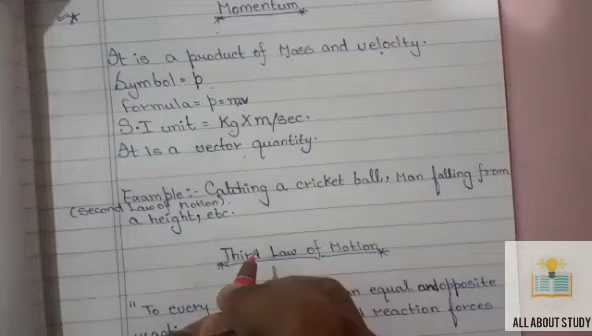 Momentum
It is a product of Mass and velocity.
Symbol = p
formula = p = mv
S.I unit = Kg X m/sec.
It is a vector quantity.
Example:- Catching a cricket ball, Man falling from
(Second Law of Motion)
a height, etc.
Third Law of Motion
"To every equal and opposite
reaction forces
ALL ABOUT STUDY